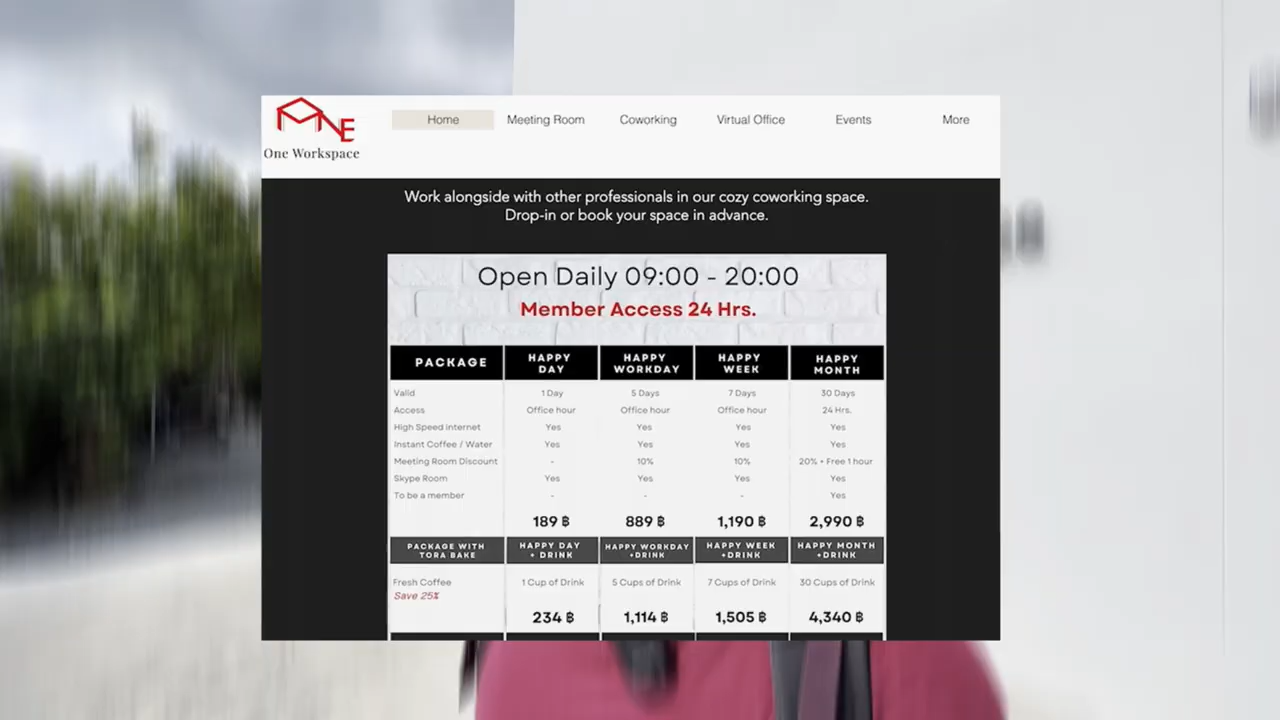 ONE
One Workspace
Home Meeting Room Coworking Virtual Office Events More
Work alongside with other professionals in our cozy coworking space.
Drop-in or book your space in advance.
Open Daily 09:00 - 20:00
Member Access 24 Hrs.
PACKAGE HAPPY DAY HAPPY WORKDAY HAPPY WEEK HAPPY MONTH
Valid 1 Day 5 Days 7 Days 30 Days
Access Office hour Office hour Office hour 24 Hrs.
High Speed Internet Yes Yes Yes Yes
Instant Coffee / Water Yes Yes Yes Yes
Meeting Room Discount - 10% 10% 20% + Free 1 hour
Skype Room Yes Yes Yes Yes
To be a member - - - Yes
189 ฿ 889 ฿ 1,190 ฿ 2,990 ฿
PACKAGE WITH TORA BAKE HAPPY DAY + DRINK HAPPY WORKDAY +DRINK HAPPY WEEK +DRINK HAPPY MONTH +DRINK
Fresh Coffee 1 Cup of Drink 5 Cups of Drink 7 Cups of Drink 30 Cups of Drink
Save 25%
234 ฿ 1,114 ฿ 1,505 ฿ 4,340 ฿